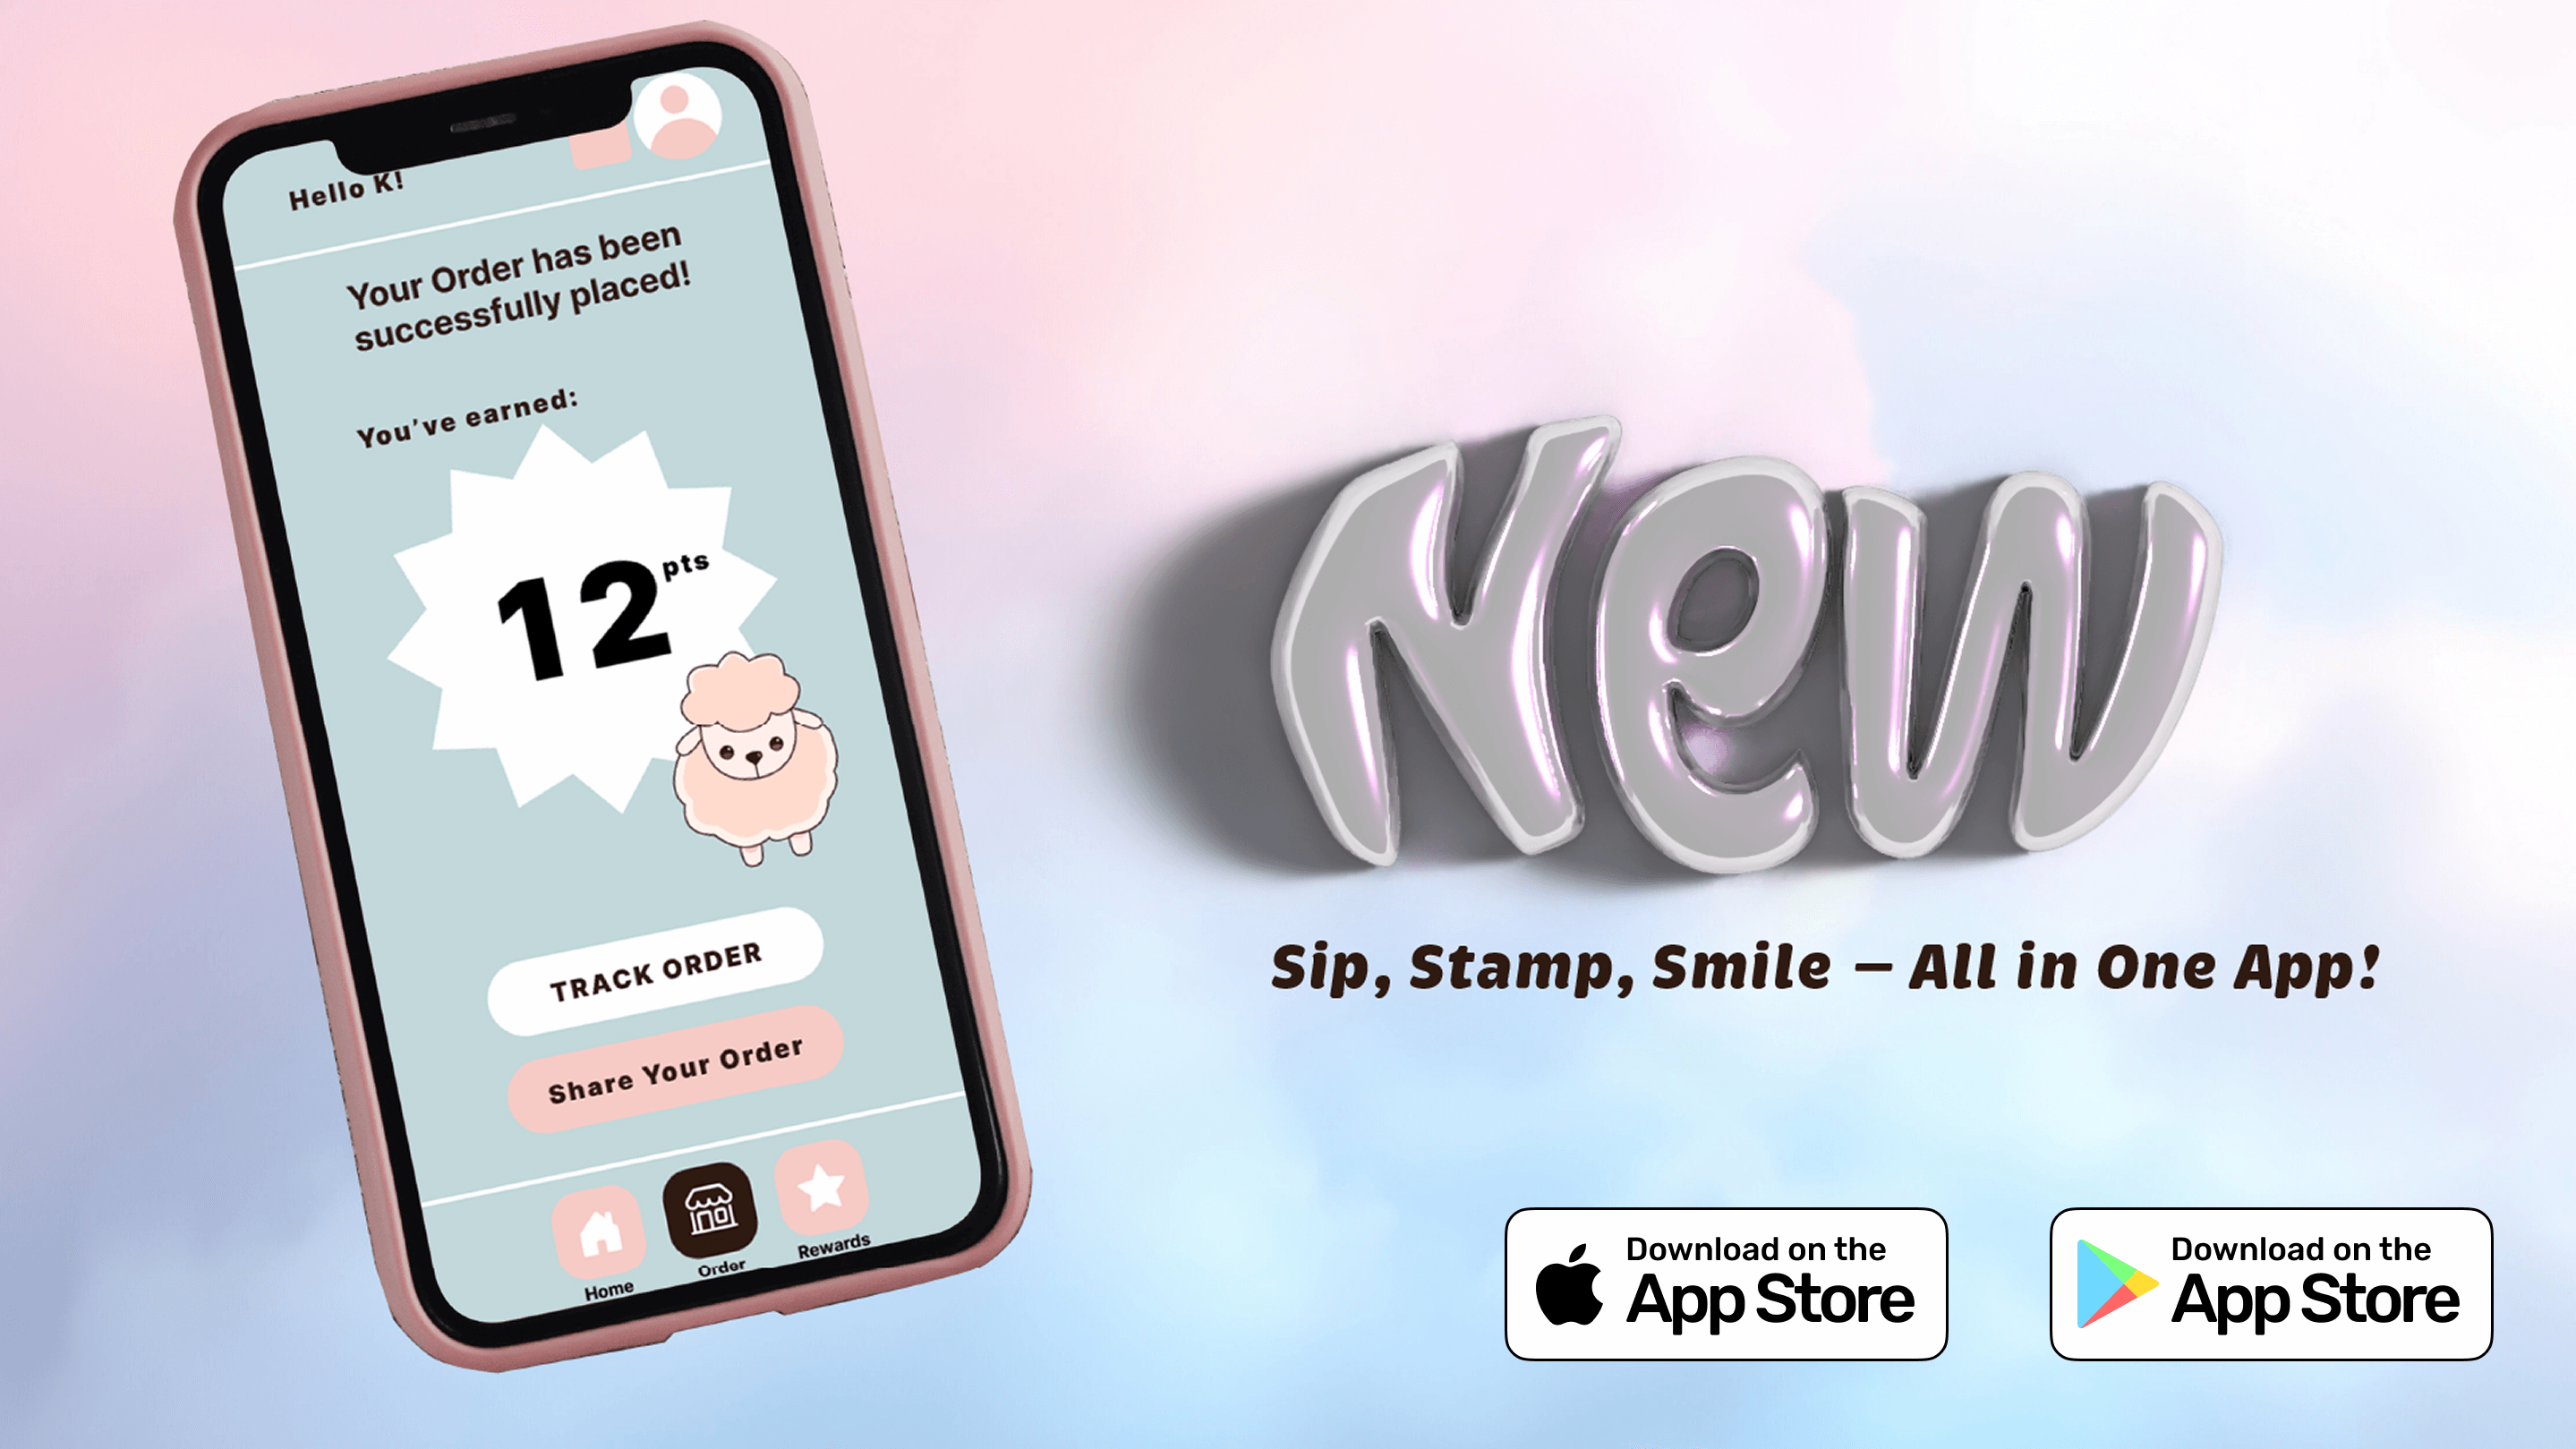 Hello K!
Your Order has been
successfully placed!
You've earned:
12 pts
TRACK ORDER
Share Your Order
Home
Order
Rewards
New
Sip, Stamp, Smile – All in One App!
Download on the
App Store
Download on the
App Store